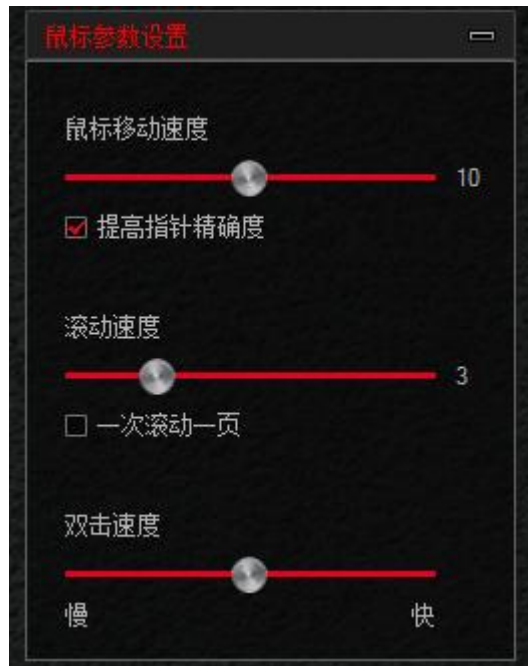 鼠标参数设置
鼠标移动速度
10
提高指针精确度
滚动速度
3
一次滚动一页
双击速度
慢 快